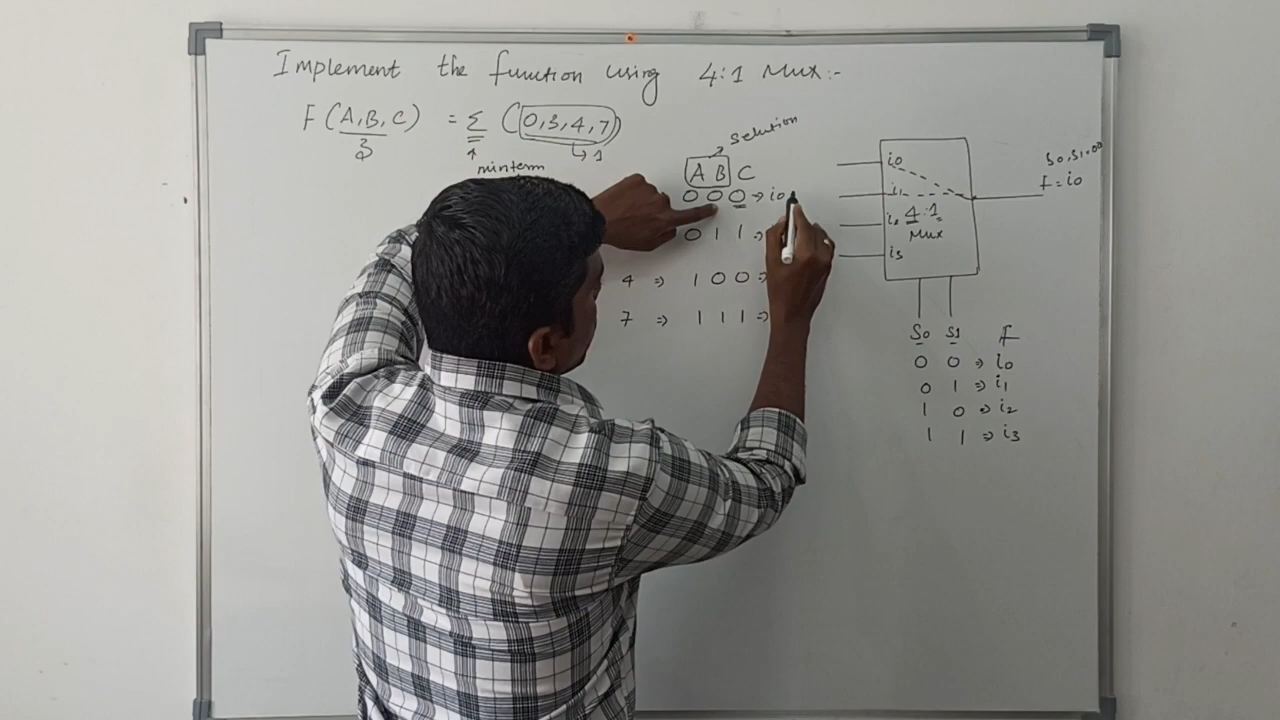 Implement the function using 4:1 Mux:-
F (A, B, C) = Σ (0,3,4,7)
3
↳ 1
minterm
Selution
A B C
0 0 0 → i0
0 1 1 ⇒
4 ⇒ 1 0 0 ⇒
7 ⇒ 1 1 1 ⇒
i0
i1
i2 4:1
Mux
i3
S0, S1=00
f = i0
S0 S1 F
0 0 ⇒ i0
0 1 ⇒ i1
1 0 ⇒ i2
1 1 ⇒ i3